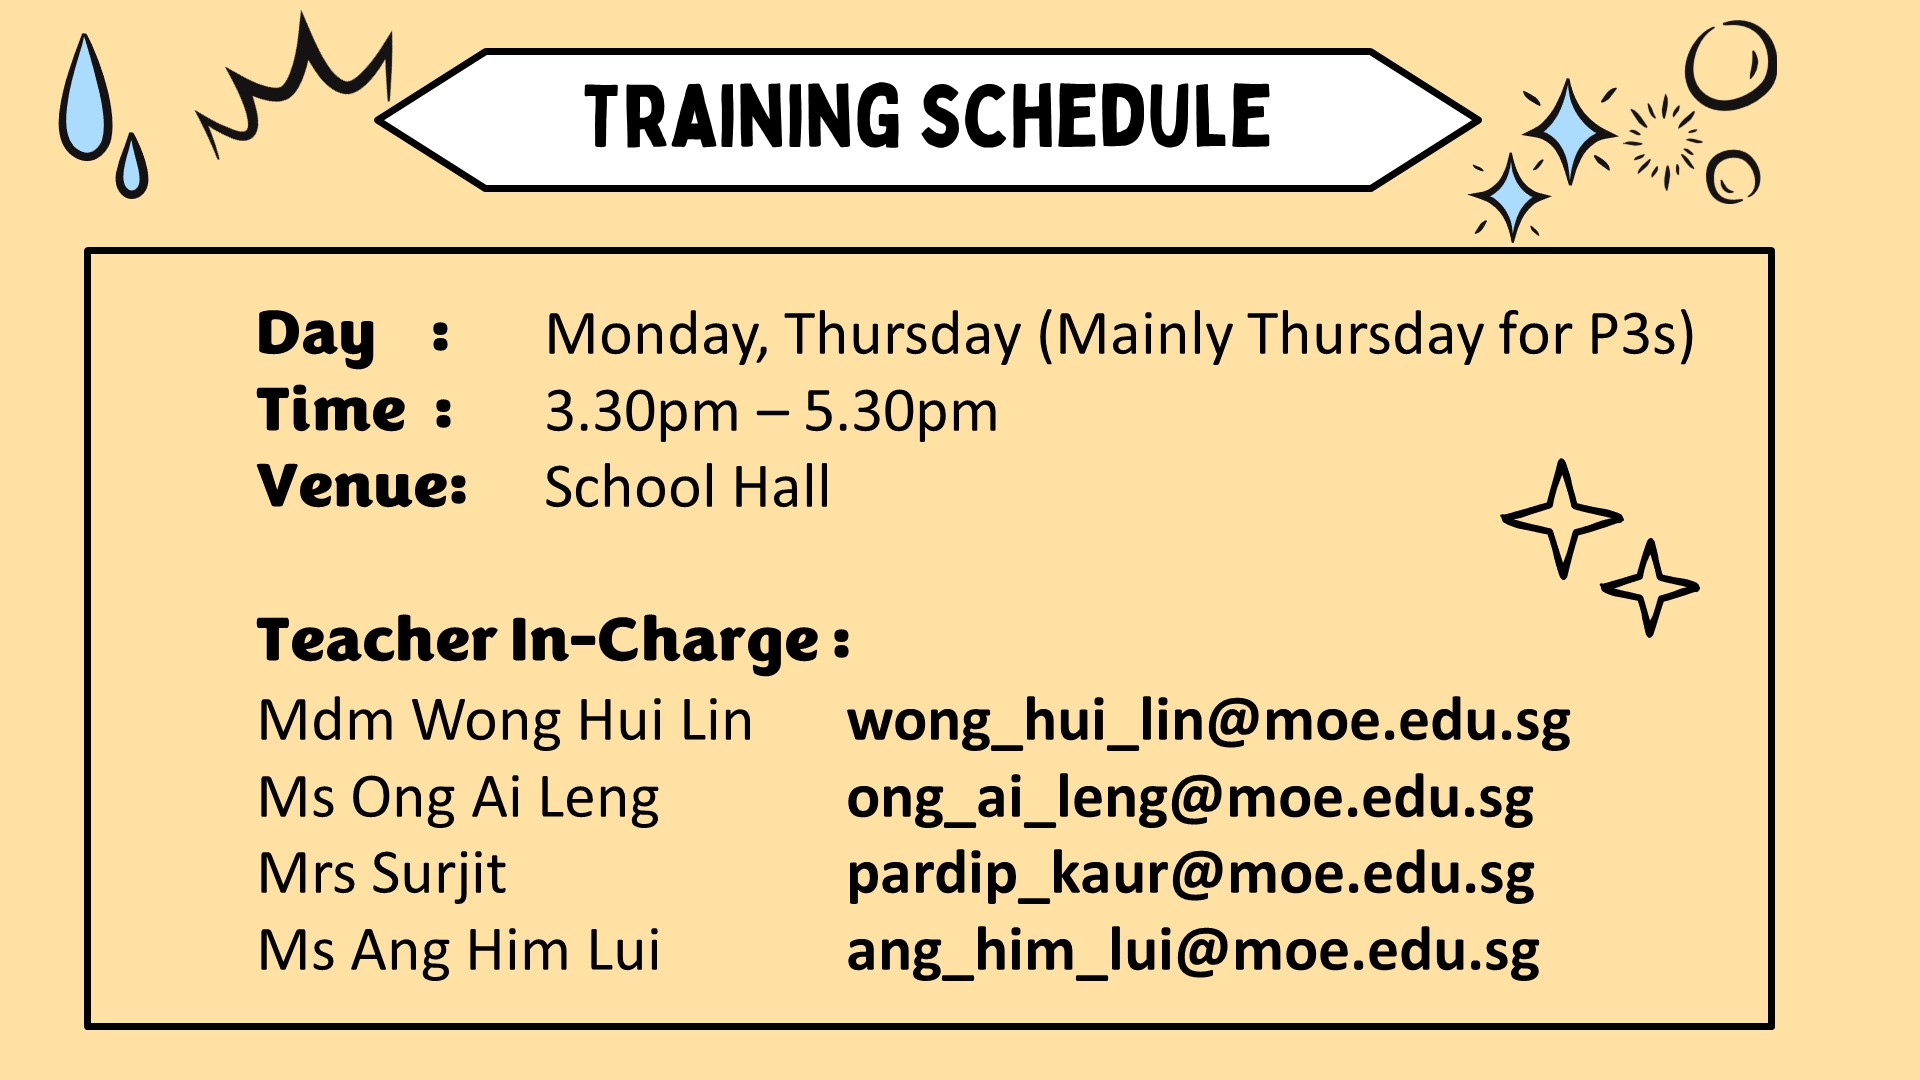 TRAINING SCHEDULE
Day : Monday, Thursday (Mainly Thursday for P3s)
Time : 3.30pm – 5.30pm
Venue: School Hall
Teacher In-Charge :
Mdm Wong Hui Lin wong_hui_lin@moe.edu.sg
Ms Ong Ai Leng ong_ai_leng@moe.edu.sg
Mrs Surjit pardip_kaur@moe.edu.sg
Ms Ang Him Lui ang_him_lui@moe.edu.sg